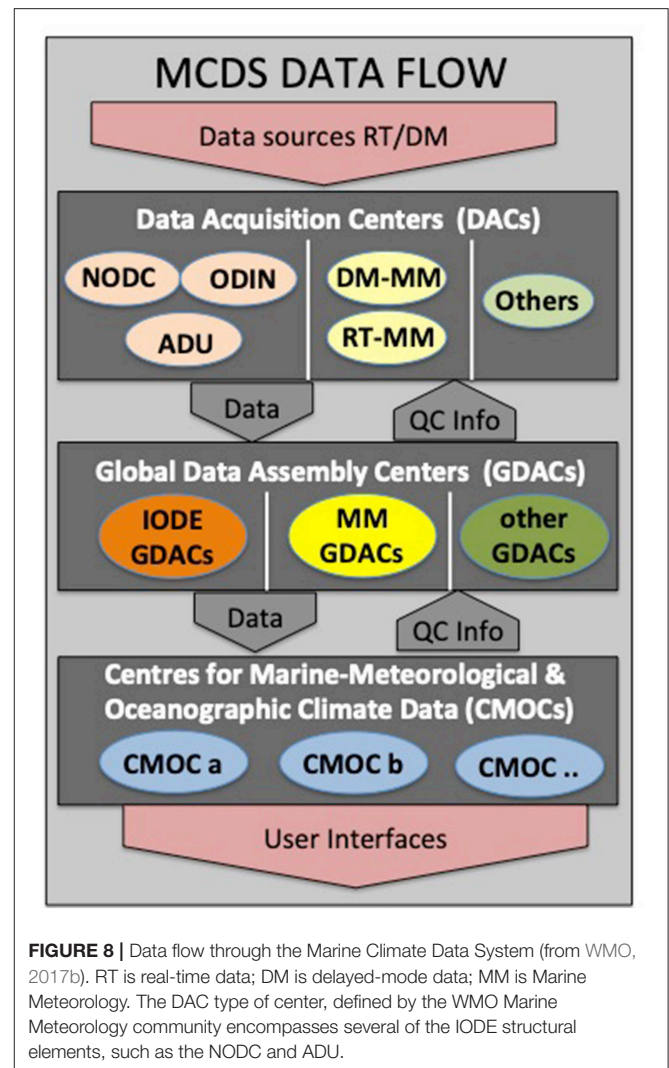 MCDS DATA FLOW
Data sources RT/DM
Data Acquisition Centers (DACs)
NODC
ODIN
ADU
DM-MM
RT-MM
Others
Data
QC Info
Global Data Assembly Centers (GDACs)
IODE
GDACs
MM
GDACs
other
GDACs
Data
QC Info
Centres for Marine-Meteorological &
Oceanographic Climate Data (CMOCs)
CMOC a
CMOC b
CMOC ..
User Interfaces
FIGURE 8 | Data flow through the Marine Climate Data System (from WMO,
2017b). RT is real-time data; DM is delayed-mode data; MM is Marine
Meteorology. The DAC type of center, defined by the WMO Marine
Meteorology community encompasses several of the IODE structural
elements, such as the NODC and ADU.